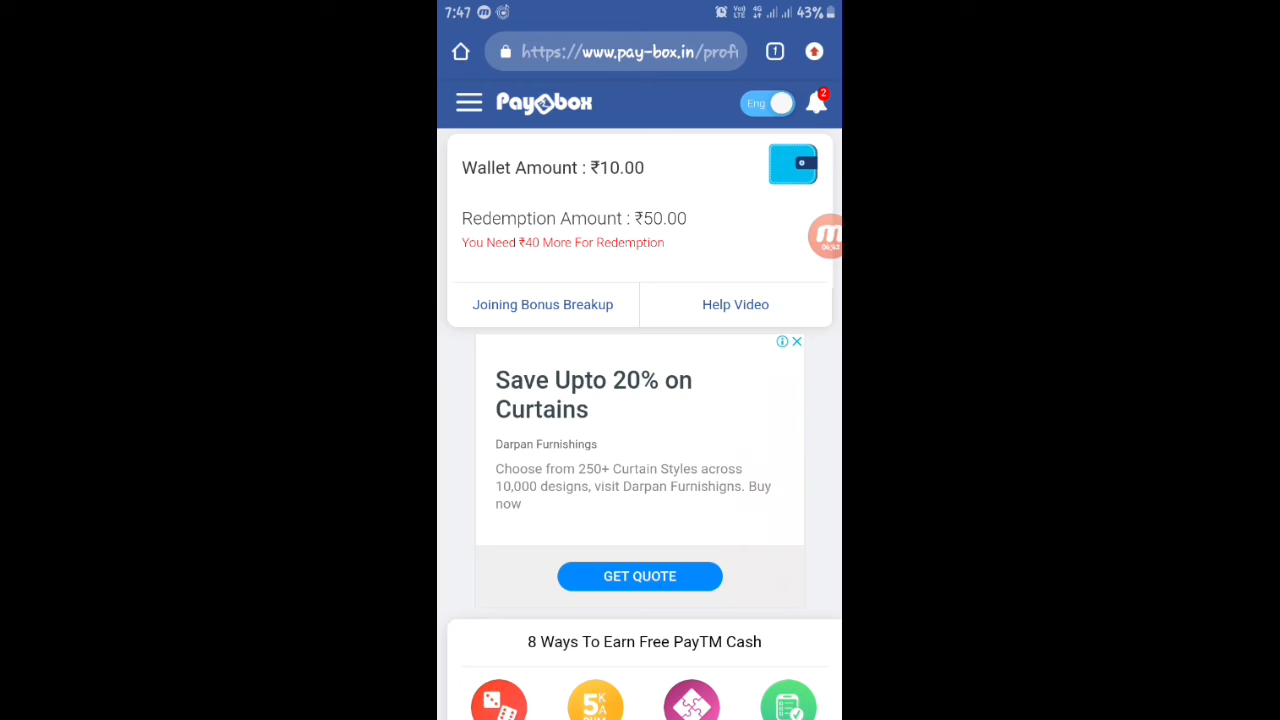 7:47 43%
https://www.pay-box.in/profi 1
Paybox Eng 2
Wallet Amount : ₹10.00
Redemption Amount : ₹50.00
You Need ₹40 More For Redemption
Joining Bonus Breakup Help Video
Save Upto 20% on
Curtains
Darpan Furnishings
Choose from 250+ Curtain Styles across
10,000 designs, visit Darpan Furnishigns. Buy
now
GET QUOTE
8 Ways To Earn Free PayTM Cash
5 K